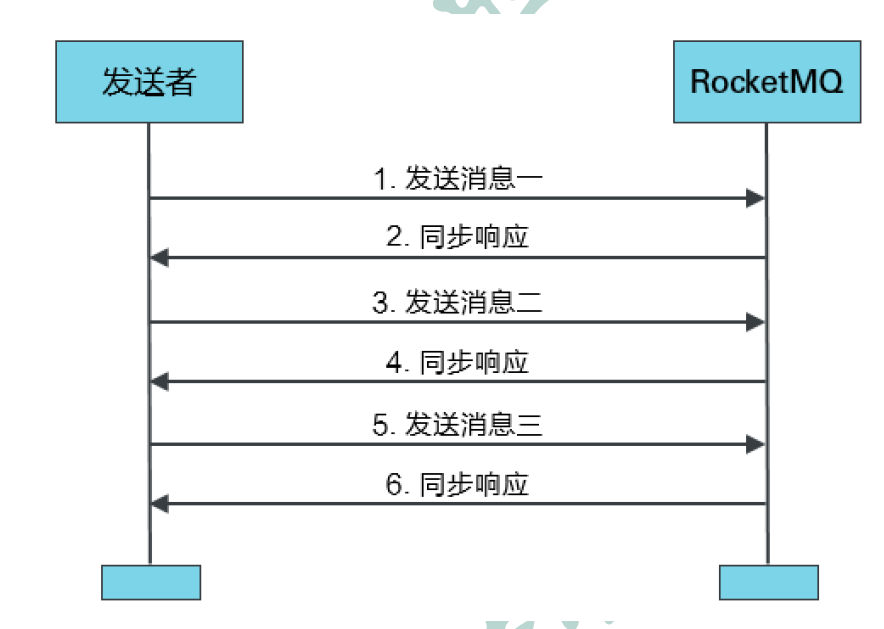 发送者
RocketMQ
1. 发送消息一
2. 同步响应
3. 发送消息二
4. 同步响应
5. 发送消息三
6. 同步响应